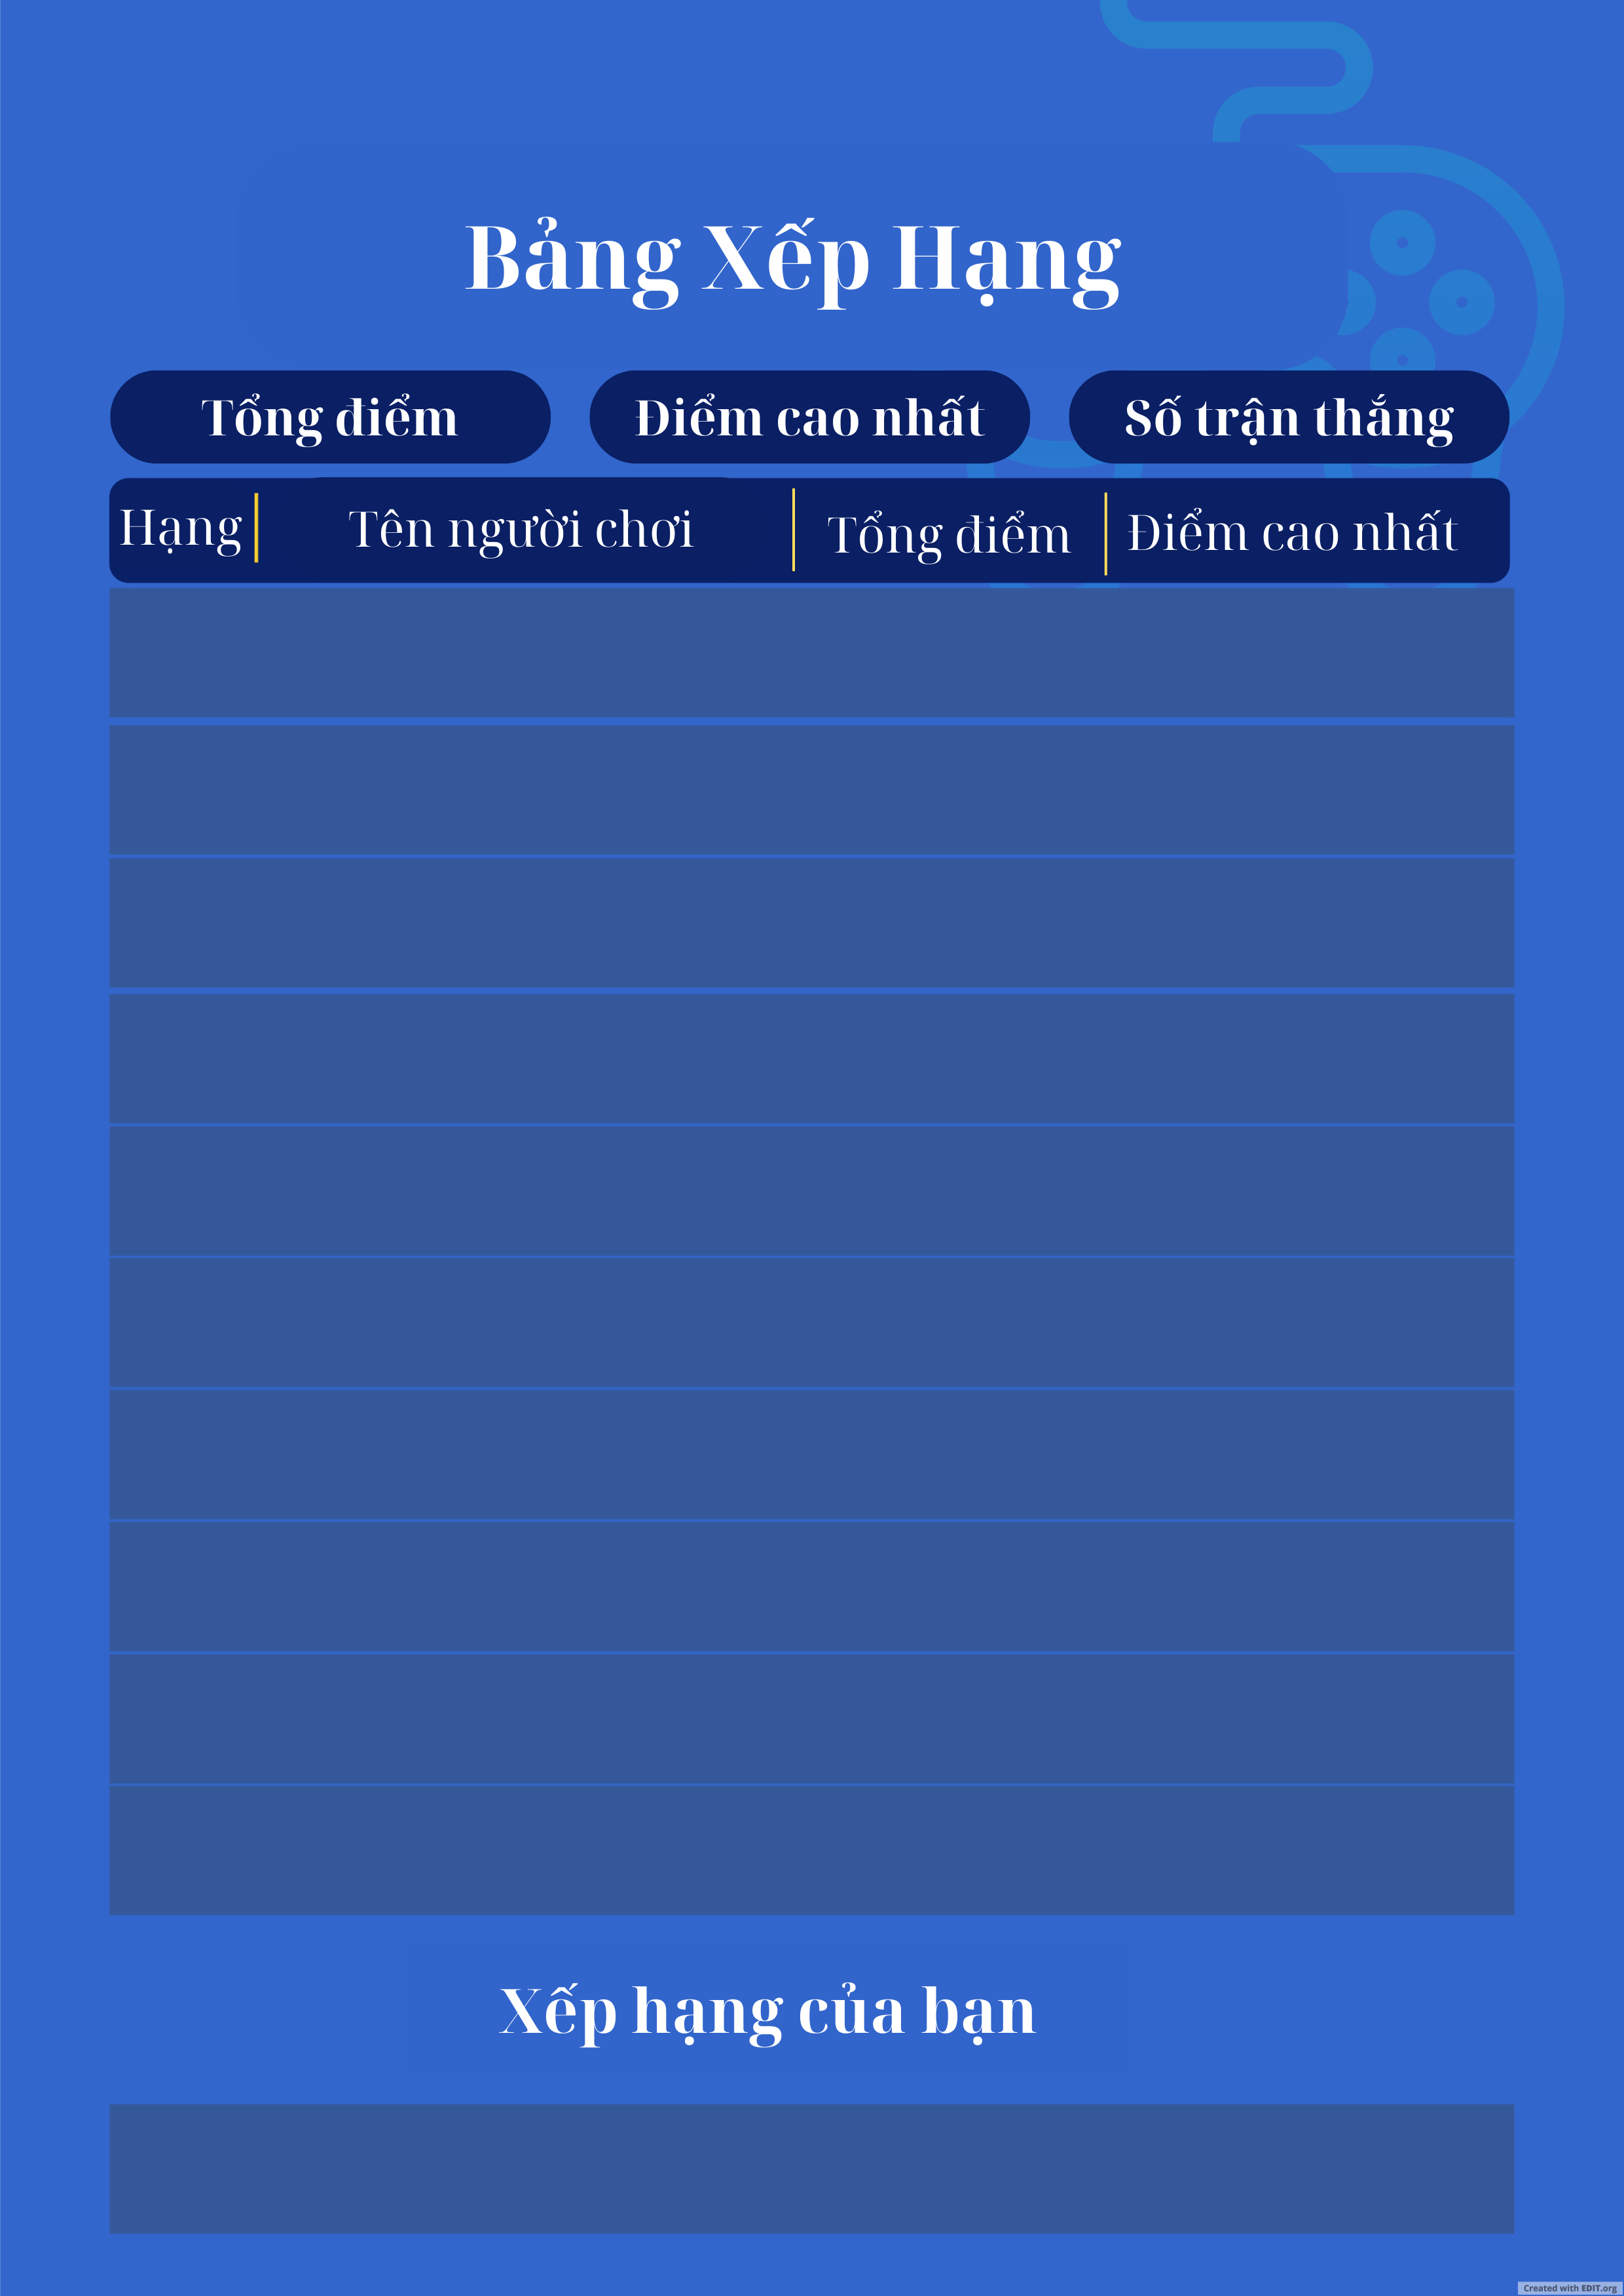 Bảng Xếp Hạng
Tổng điểm Điểm cao nhất Số trận thắng
Hạng Tên người chơi Tổng điểm Điểm cao nhất
Xếp hạng của bạn
Created with EDIT.org